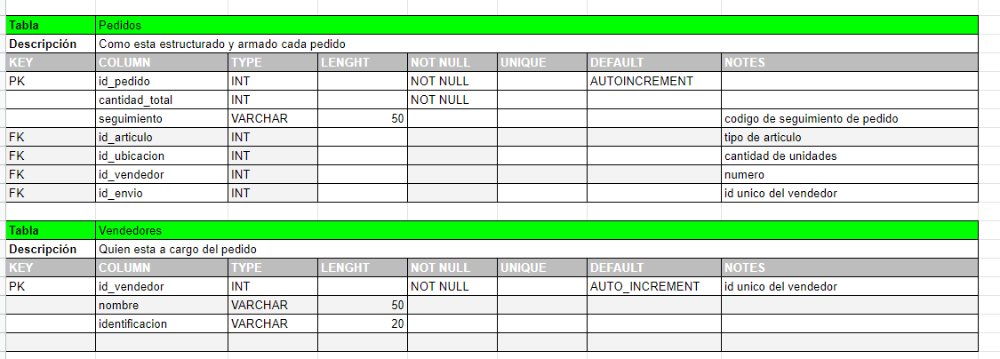 Tabla Pedidos
Descripción Como esta estructurado y armado cada pedido
KEY COLUMN TYPE LENGHT NOT NULL UNIQUE DEFAULT NOTES
PK id_pedido INT NOT NULL AUTOINCREMENT
cantidad_total INT NOT NULL
seguimiento VARCHAR 50 codigo de seguimiento de pedido
FK id_articulo INT tipo de articulo
FK id_ubicacion INT cantidad de unidades
FK id_vendedor INT numero
FK id_envio INT id unico del vendedor
Tabla Vendedores
Descripción Quien esta a cargo del pedido
KEY COLUMN TYPE LENGHT NOT NULL UNIQUE DEFAULT NOTES
PK id_vendedor INT NOT NULL AUTO_INCREMENT id unico del vendedor
nombre VARCHAR 50
identificacion VARCHAR 20